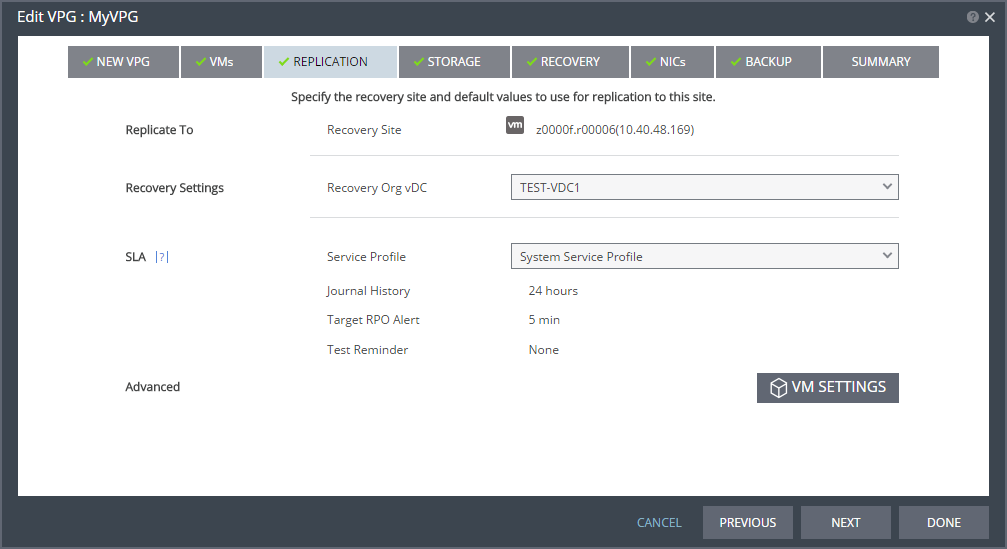 Edit VPG : MyVPG
?
NEW VPG
VMs
REPLICATION
STORAGE
RECOVERY
NICs
BACKUP
SUMMARY
Specify the recovery site and default values to use for replication to this site.
Replicate To
Recovery Site
vm
z0000f.r00006(10.40.48.169)
Recovery Settings
Recovery Org vDC
TEST-VDC1
SLA |?|
Service Profile
System Service Profile
Journal History
24 hours
Target RPO Alert
5 min
Test Reminder
None
Advanced
VM SETTINGS
CANCEL
PREVIOUS
NEXT
DONE